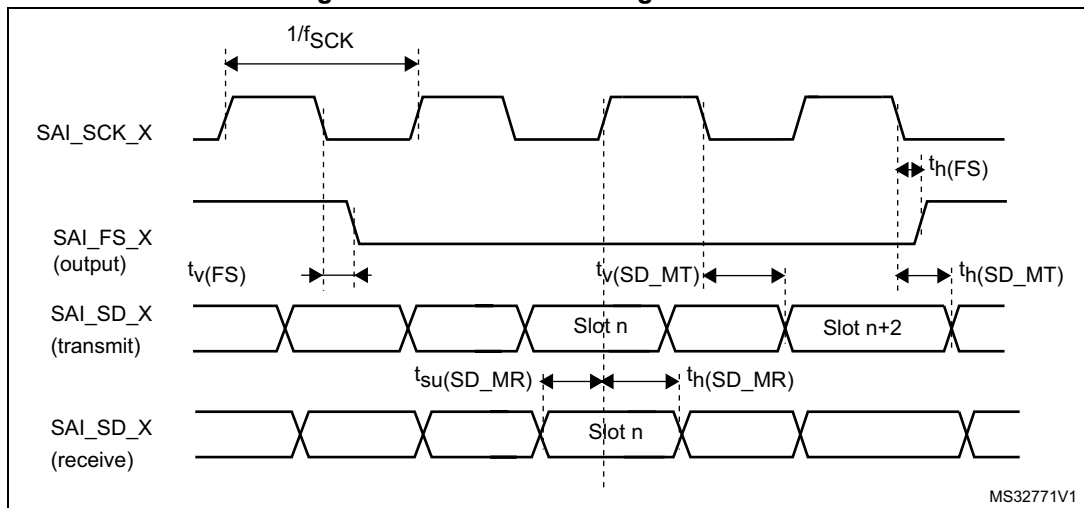 1/fSCK
SAI_SCK_X
th(FS)
SAI_FS_X
(output)
tv(FS)
tv(SD_MT)
th(SD_MT)
SAI_SD_X
(transmit)
Slot n
Slot n+2
tsu(SD_MR)
th(SD_MR)
SAI_SD_X
(receive)
Slot n
MS32771V1